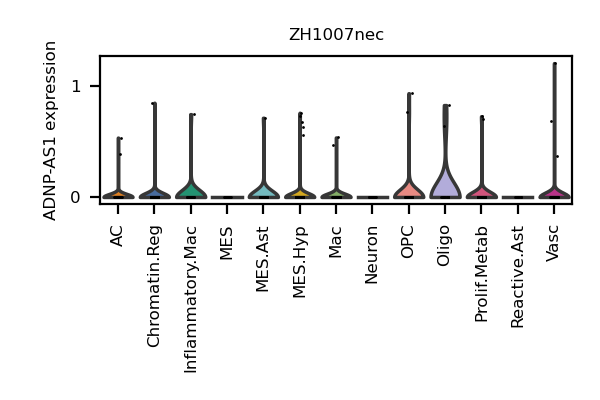 ZH1007nec
ADNP-AS1 expression
1
0
AC
Chromatin.Reg
Inflammatory.Mac
MES
MES.Ast
MES.Hyp
Mac
Neuron
OPC
Oligo
Prolif.Metab
Reactive.Ast
Vasc